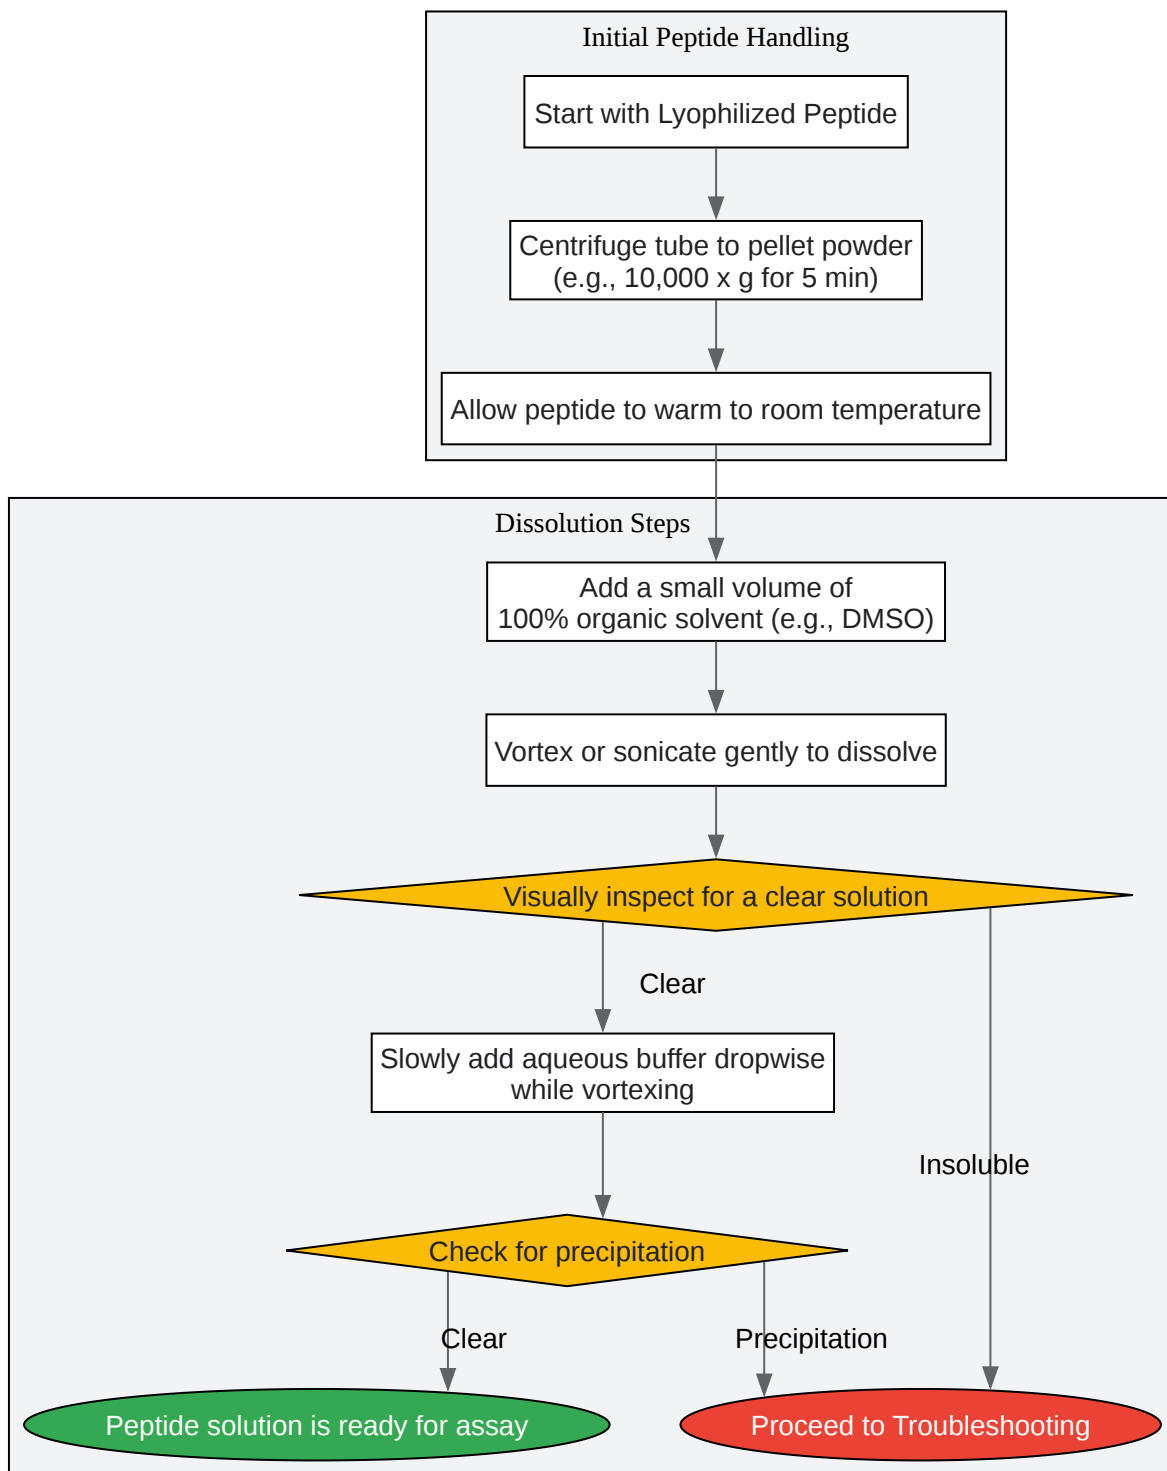 Initial Peptide Handling
Start with Lyophilized Peptide
Centrifuge tube to pellet powder
(e.g., 10,000 x g for 5 min)
Allow peptide to warm to room temperature
Dissolution Steps
Add a small volume of
100% organic solvent (e.g., DMSO)
Vortex or sonicate gently to dissolve
Visually inspect for a clear solution
Clear
Slowly add aqueous buffer dropwise
while vortexing
Insoluble
Check for precipitation
Clear
Precipitation
Peptide solution is ready for assay
Proceed to Troubleshooting